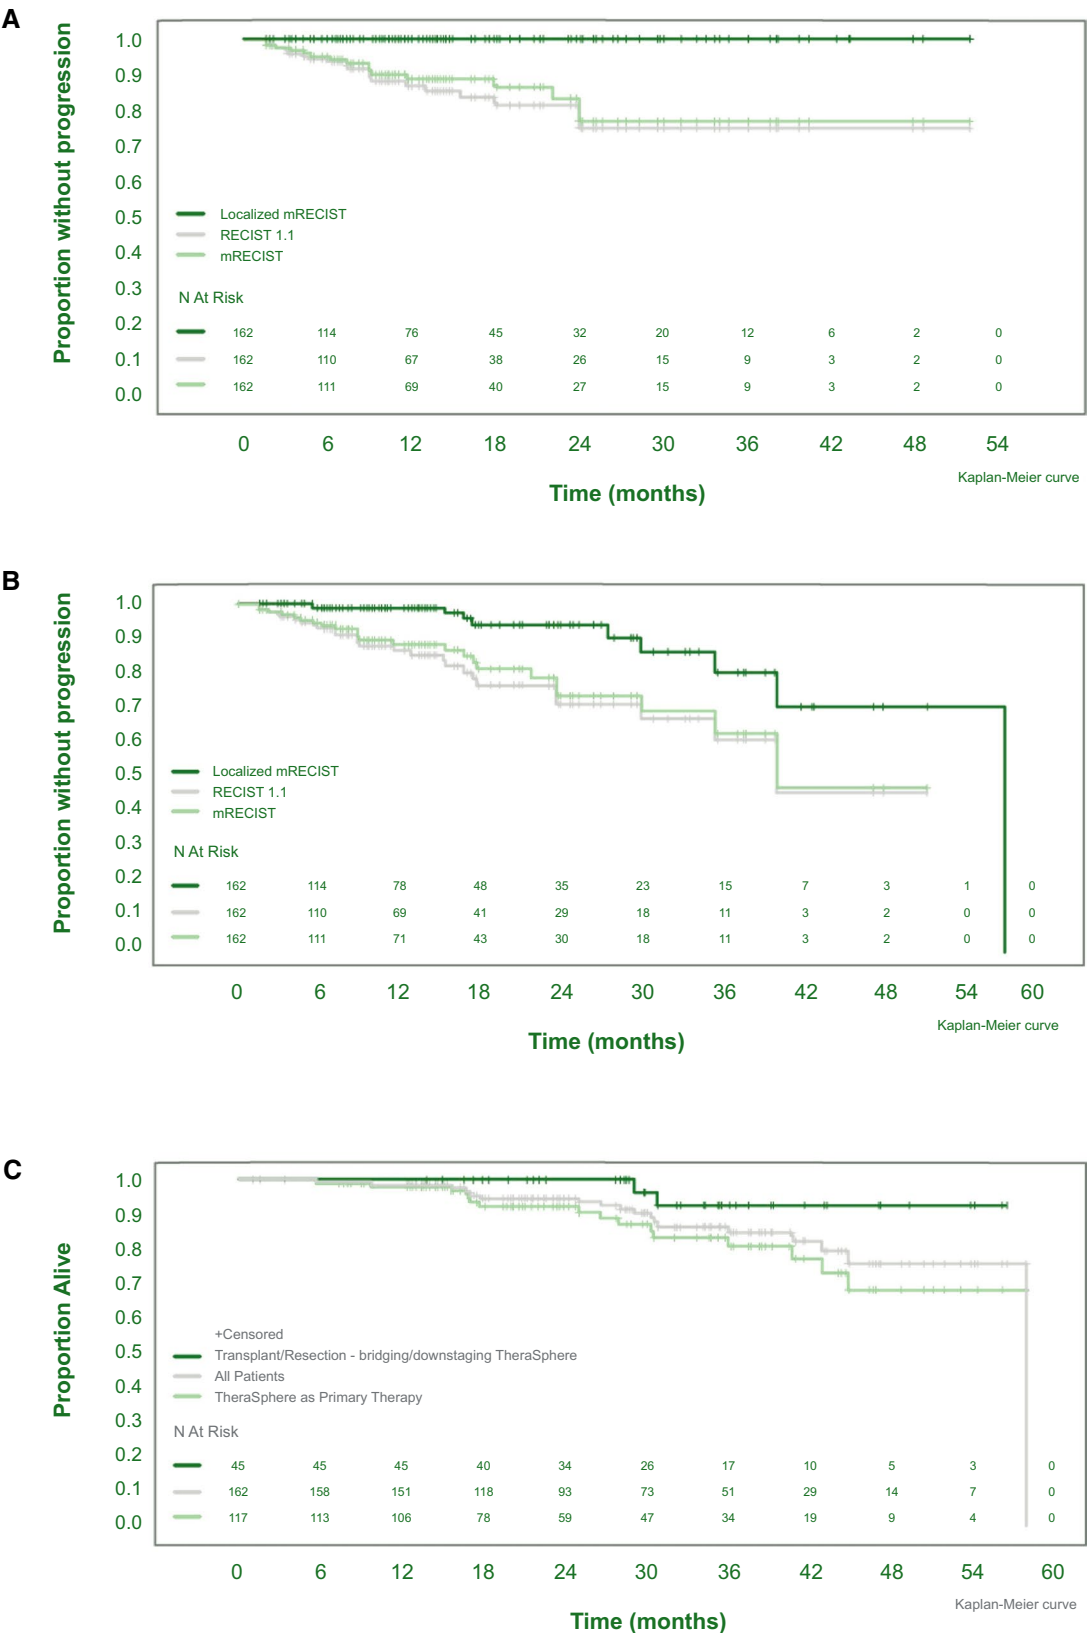 A
Proportion without progression
1.0
0.9
0.8
0.7
0.6
0.5
0.4
0.3
0.2
0.1
0.0
Localized mRECIST
RECIST 1.1
mRECIST
N At Risk
162 114 76 45 32 20 12 6 2 0
162 110 67 38 26 15 9 3 2 0
162 111 69 40 27 15 9 3 2 0
0 6 12 18 24 30 36 42 48 54
Kaplan-Meier curve
Time (months)
B
Proportion without progression
1.0
0.9
0.8
0.7
0.6
0.5
0.4
0.3
0.2
0.1
0.0
Localized mRECIST
RECIST 1.1
mRECIST
N At Risk
162 114 78 48 35 23 15 7 3 1 0
162 110 69 41 29 18 11 3 2 0 0
162 111 71 43 30 18 11 3 2 0 0
0 6 12 18 24 30 36 42 48 54 60
Kaplan-Meier curve
Time (months)
C
Proportion Alive
1.0
0.9
0.8
0.7
0.6
0.5
0.4
0.3
0.2
0.1
0.0
+Censored
Transplant/Resection - bridging/downstaging TheraSphere
All Patients
TheraSphere as Primary Therapy
N At Risk
45 45 45 40 34 26 17 10 5 3 0
162 158 151 118 93 73 51 29 14 7 0
117 113 106 78 59 47 34 19 9 4 0
0 6 12 18 24 30 36 42 48 54 60
Kaplan-Meier curve
Time (months)